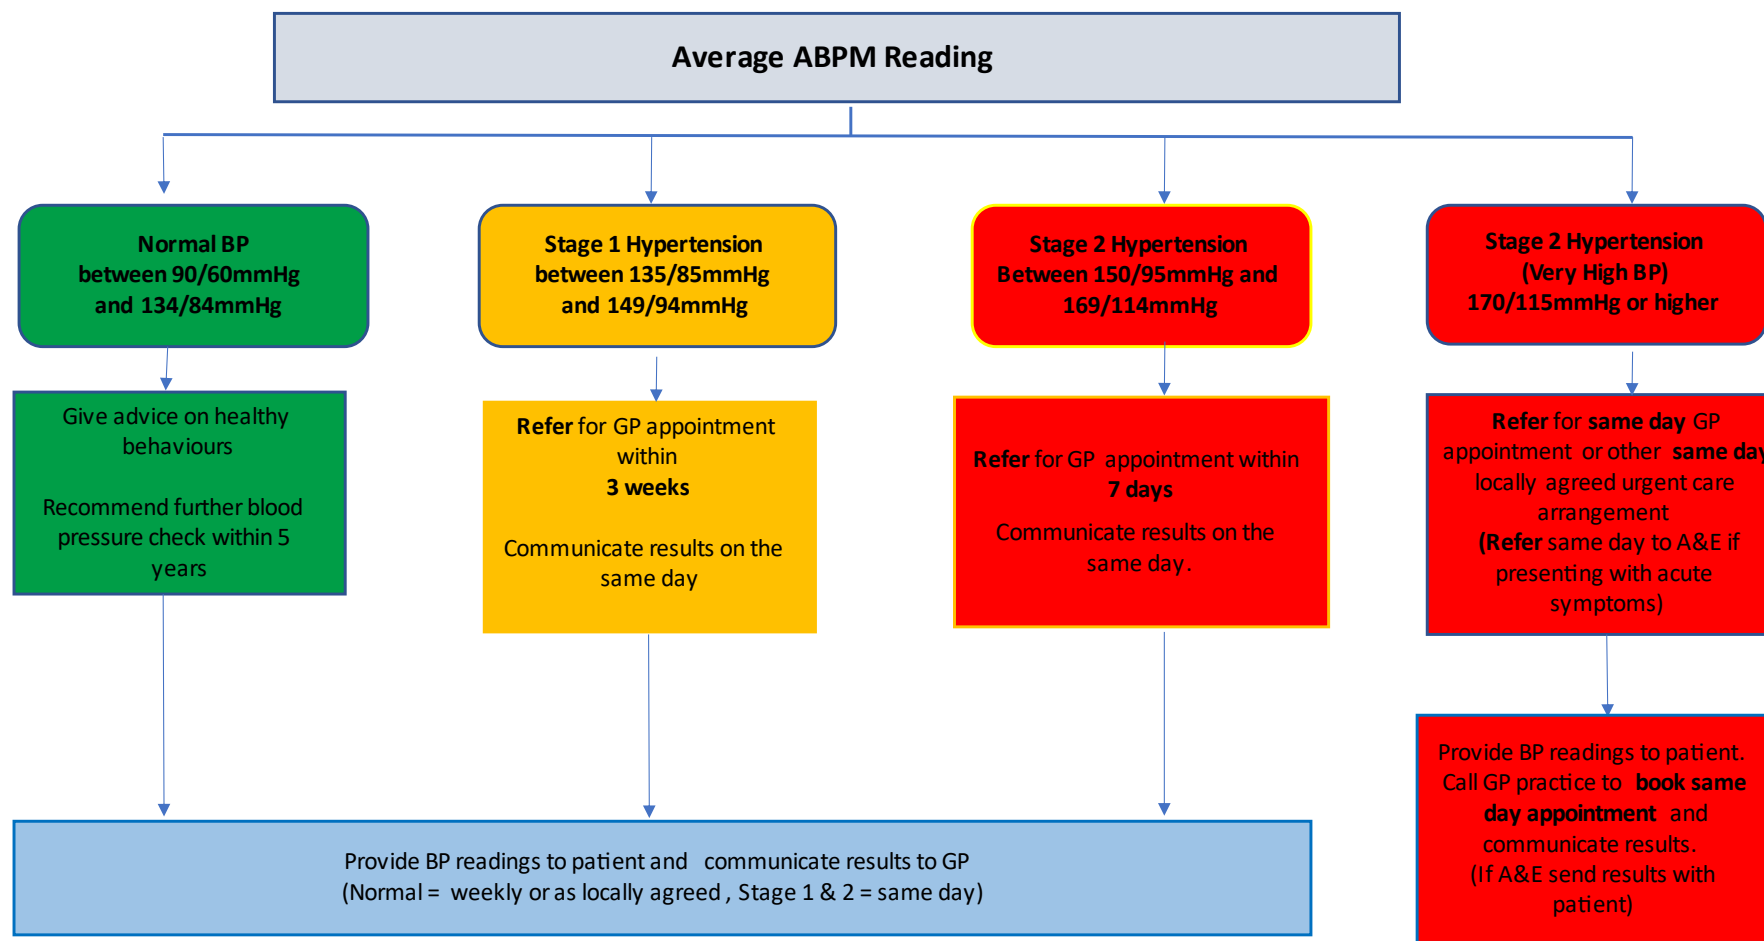 Average ABPM Reading
Normal BP
between 90/60mmHg
and 134/84mmHg
Stage 1 Hypertension
between 135/85mmHg
and 149/94mmHg
Stage 2 Hypertension
Between 150/95mmHg and
169/114mmHg
Stage 2 Hypertension
(Very High BP)
170/115mmHg or higher
Give advice on healthy
behaviours
Recommend further blood
pressure check within 5
years
Refer for GP appointment
within
3 weeks
Communicate results on the
same day
Refer for GP appointment within
7 days
Communicate results on the
same day.
Refer for same day GP
appointment or other same day
locally agreed urgent care
arrangement
(Refer same day to A&E if
presenting with acute
symptoms)
Provide BP readings to patient and communicate results to GP
(Normal = weekly or as locally agreed , Stage 1 & 2 = same day)
Provide BP readings to patient.
Call GP practice to book same
day appointment and
communicate results.
(If A&E send results with
patient)